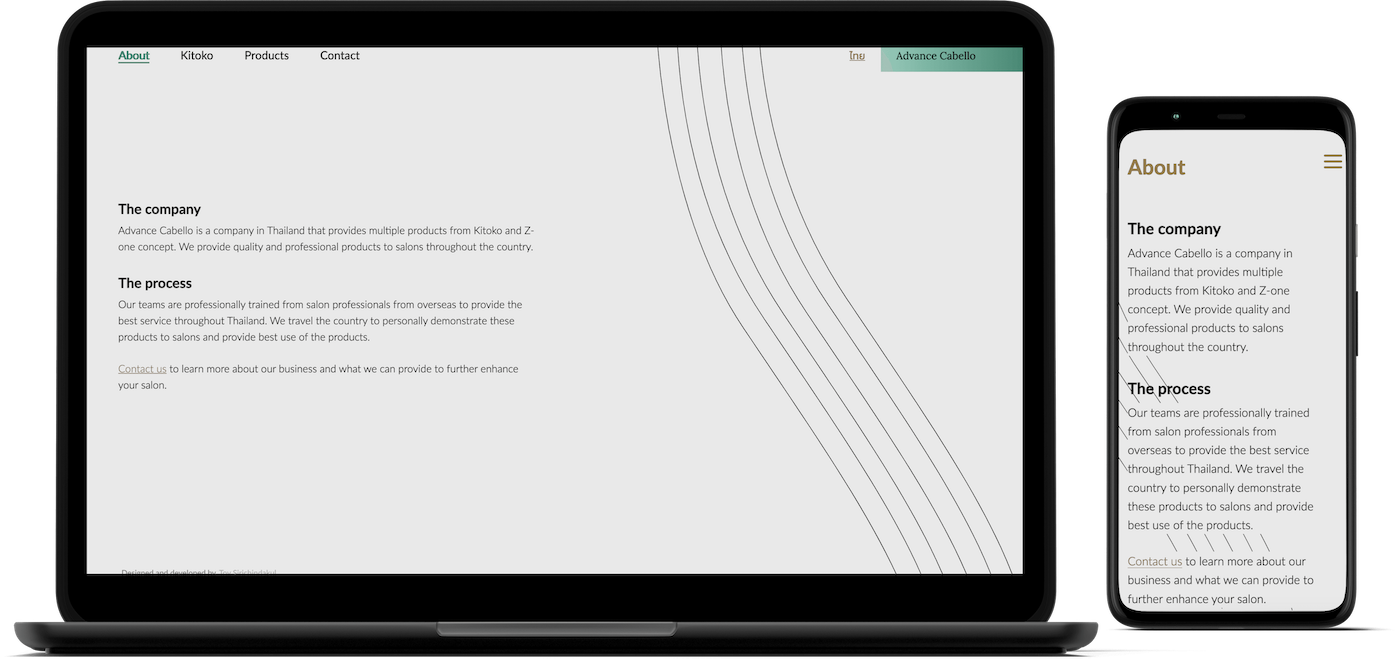 About Kitoko Products Contact ไทย Advance Cabello
The company
Advance Cabello is a company in Thailand that provides multiple products from Kitoko and Z-
one concept. We provide quality and professional products to salons throughout the country.
The process
Our teams are professionally trained from salon professionals from overseas to provide the
best service throughout Thailand. We travel the country to personally demonstrate these
products to salons and provide best use of the products.
Contact us to learn more about our business and what we can provide to further enhance
your salon.
Designed and developed by
About
The company
Advance Cabello is a company in
Thailand that provides multiple
products from Kitoko and Z-one
concept. We provide quality and
professional products to salons
throughout the country.
The process
Our teams are professionally trained
from salon professionals from
overseas to provide the best service
throughout Thailand. We travel the
country to personally demonstrate
these products to salons and provide
best use of the products.
Contact us to learn more about our
business and what we can provide to
further enhance your salon.